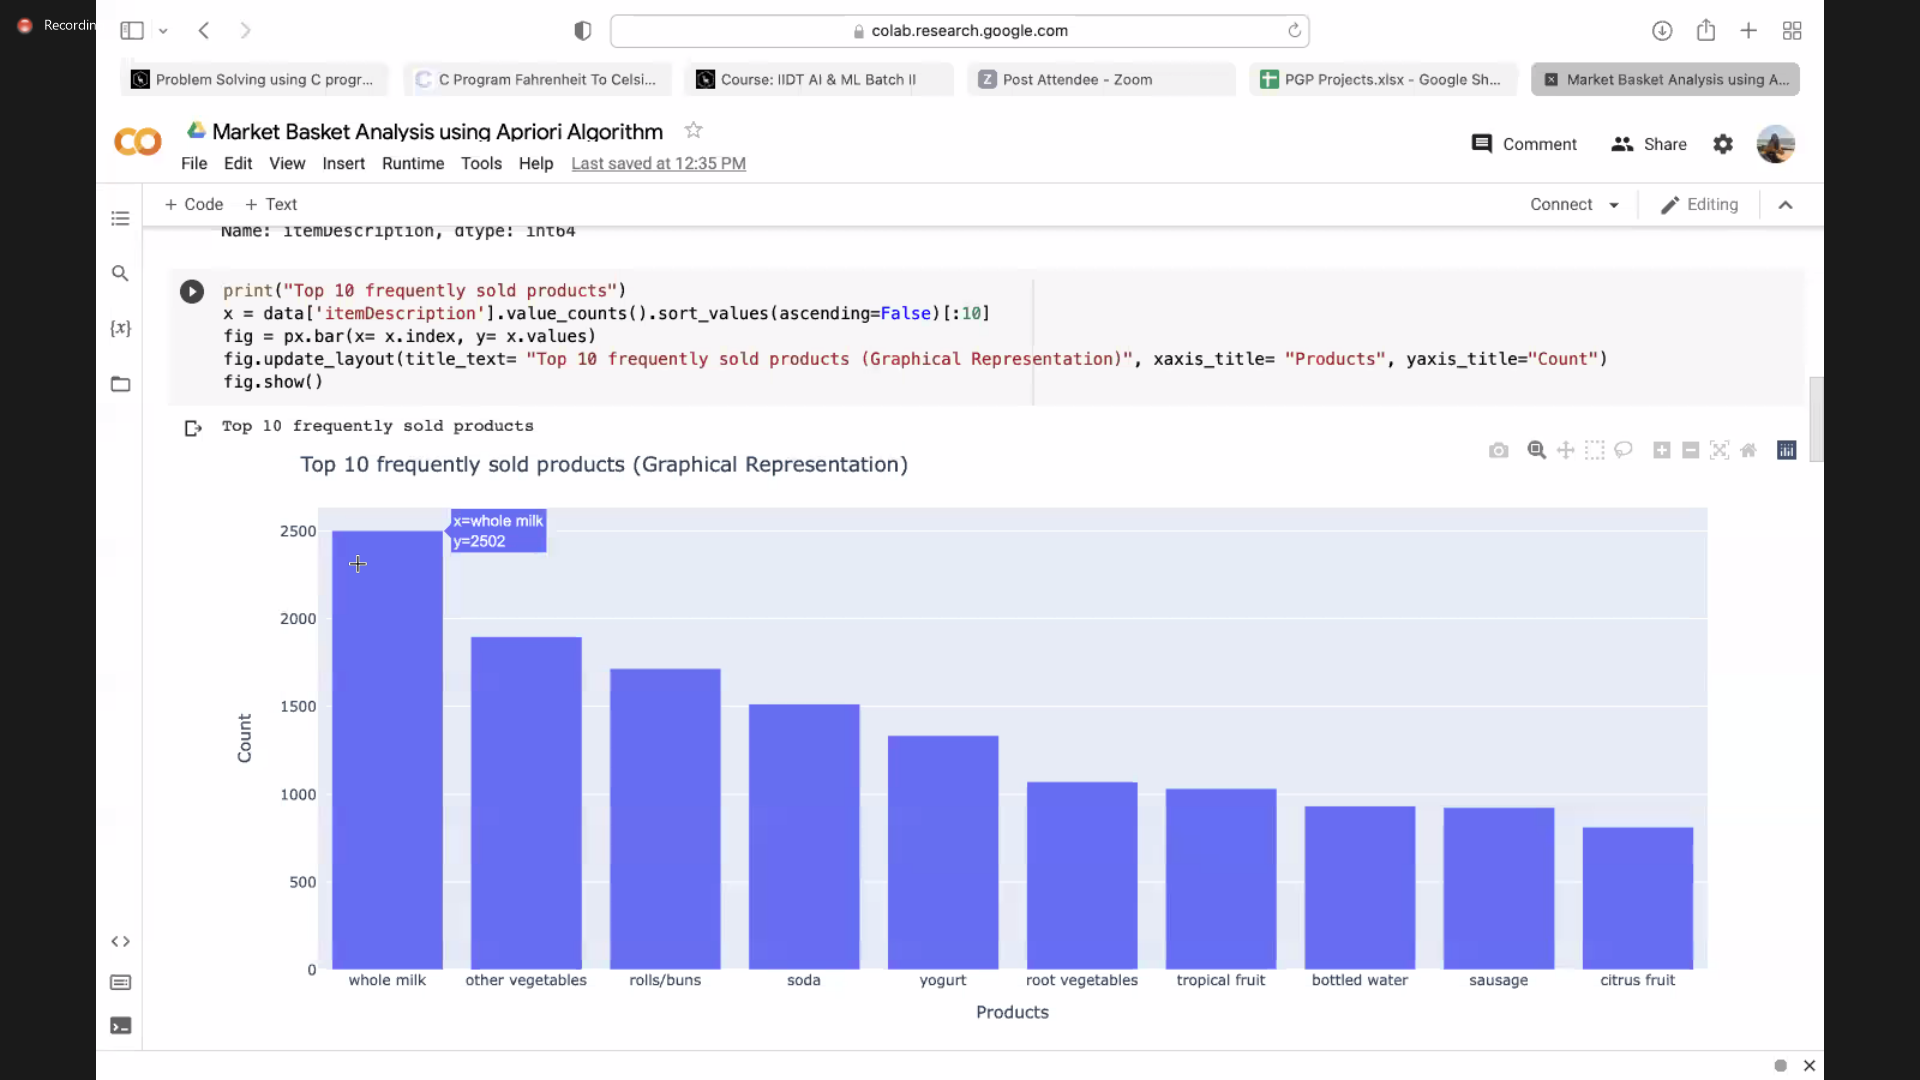 Recordin
colab.research.google.com
Problem Solving using C progr...
C Program Fahrenheit To Celsi...
Course: IIDT AI & ML Batch II
Post Attendee - Zoom
PGP Projects.xlsx - Google Sh...
Market Basket Analysis using A...
Market Basket Analysis using Apriori Algorithm
Comment
Share
File Edit View Insert Runtime Tools Help Last saved at 12:35 PM
+ Code + Text
Connect
Editing
Name: itemDescription, dtype: int64
print("Top 10 frequently sold products")
x = data['itemDescription'].value_counts().sort_values(ascending=False)[:10]
fig = px.bar(x= x.index, y= x.values)
fig.update_layout(title_text= "Top 10 frequently sold products (Graphical Representation)", xaxis_title= "Products", yaxis_title="Count")
fig.show()
Top 10 frequently sold products
Top 10 frequently sold products (Graphical Representation)
x=whole milk
y=2502
2500
2000
1500
1000
500
0
Count
whole milk other vegetables rolls/buns soda yogurt root vegetables tropical fruit bottled water sausage citrus fruit
Products